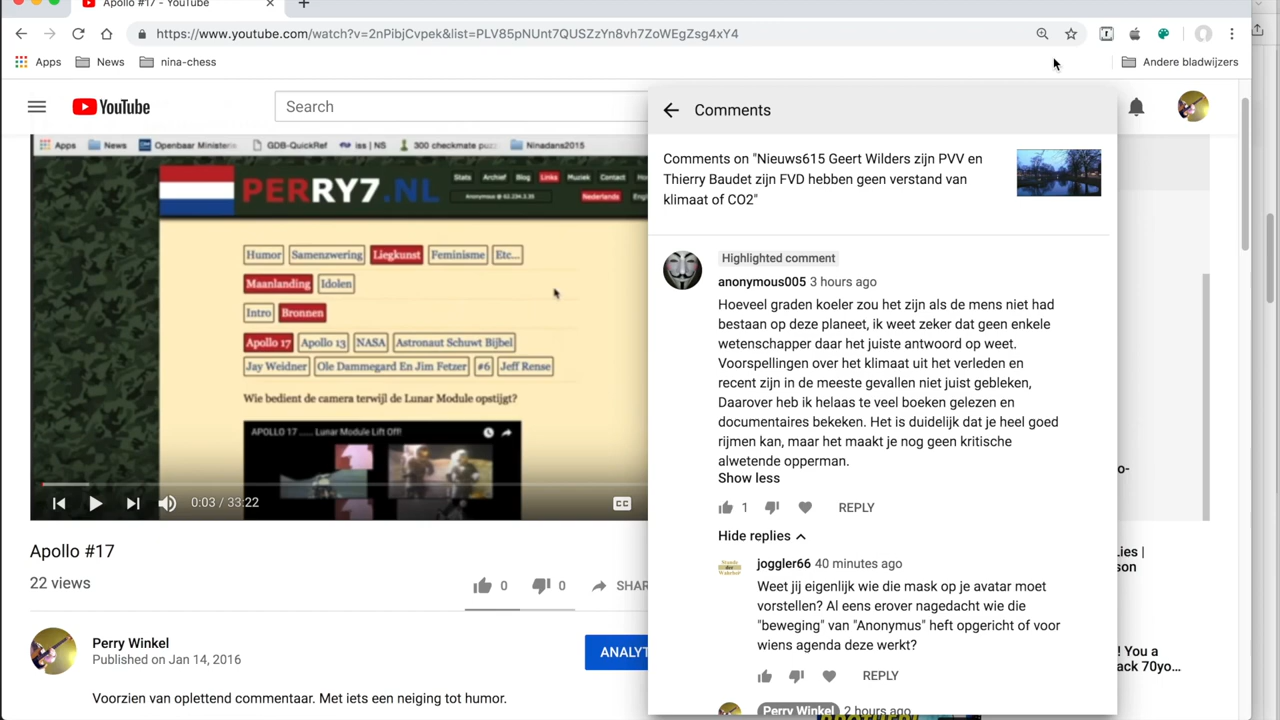 Apollo #17 - YouTube
https://www.youtube.com/watch?v=2nPibjCvpek&list=PLV85pNUnt7QUSZzYn8vh7ZoWEgZsg4xY4
Apps News nina-chess Andere bladwijzers
YouTube
Search
Apps News Openbaar Ministeri GDB-QuickRef iss | NS 300 checkmate puz Ninadans2015
PERRY7.NL
Stats Archief Blog Links Muziek Contact
Anonymous @ 62.234.2.35 Nederlands
Humor Samenzwering Liegkunst Feminisme Etc...
Maanlanding Idolen
Intro Bronnen
Apollo 17 Apollo 13 NASA Astronaut Schuwt Bijbel
Jay Weidner Ole Dammegard En Jim Fetzer #6 Jeff Rense
Wie bedient de camera terwijl de Lunar Module opstijgt?
APOLLO 17 ...... Lunar Module Lift Off!
0:03 / 33:22
CC
Apollo #17
22 views
0 0 SHAR
Perry Winkel
Published on Jan 14, 2016
ANALYT
Voorzien van oplettend commentaar. Met iets een neiging tot humor.
Comments
Comments on "Nieuws615 Geert Wilders zijn PVV en
Thierry Baudet zijn FVD hebben geen verstand van
klimaat of CO2"
Highlighted comment
anonymous005 3 hours ago
Hoeveel graden koeler zou het zijn als de mens niet had
bestaan op deze planeet, ik weet zeker dat geen enkele
wetenschapper daar het juiste antwoord op weet.
Voorspellingen over het klimaat uit het verleden en
recent zijn in de meeste gevallen niet juist gebleken,
Daarover heb ik helaas te veel boeken gelezen en
documentaires bekeken. Het is duidelijk dat je heel goed
rijmen kan, maar het maakt je nog geen kritische
alwetende opperman.
Show less
1 REPLY
Hide replies
joggler66 40 minutes ago
Weet jij eigenlijk wie die mask op je avatar moet
vorstellen? Al eens erover nagedacht wie die
"beweging" van "Anonymus" heft opgericht of voor
wiens agenda deze werkt?
REPLY
Perry Winkel 2 hours ago
o-
ies |
son
! You a
ack 70yo...